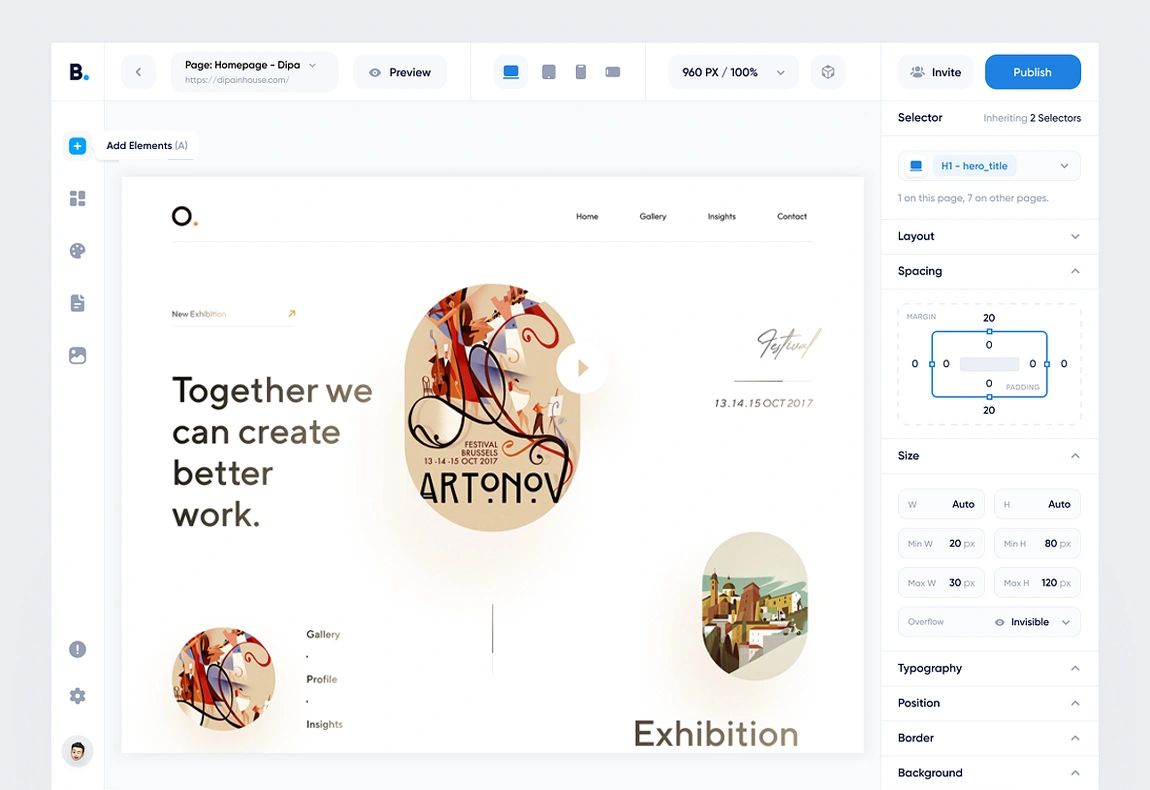 B.
Page: Homepage - Dipa
https://dipainhouse.com/
Preview
960 PX / 100%
Invite
Publish
Add Elements (A)
O.
Home
Gallery
Insights
Contact
New Exhibition
Together we
can create
better
work.
FESTIVAL
BRUSSELS
13 -14 -15 OCT 2017
ARTONOV
Festival
13.14.15 OCT 2017
Gallery
Profile
Insights
Exhibition
Selector
Inheriting 2 Selectors
H1 - hero_title
1 on this page, 7 on other pages.
Layout
Spacing
MARGIN
20
0
0 0 0 0
0
PADDING
20
Size
W Auto
H Auto
Min W 20 px
Min H 80 px
Max W 30 px
Max H 120 px
Overflow Invisible
Typography
Position
Border
Background